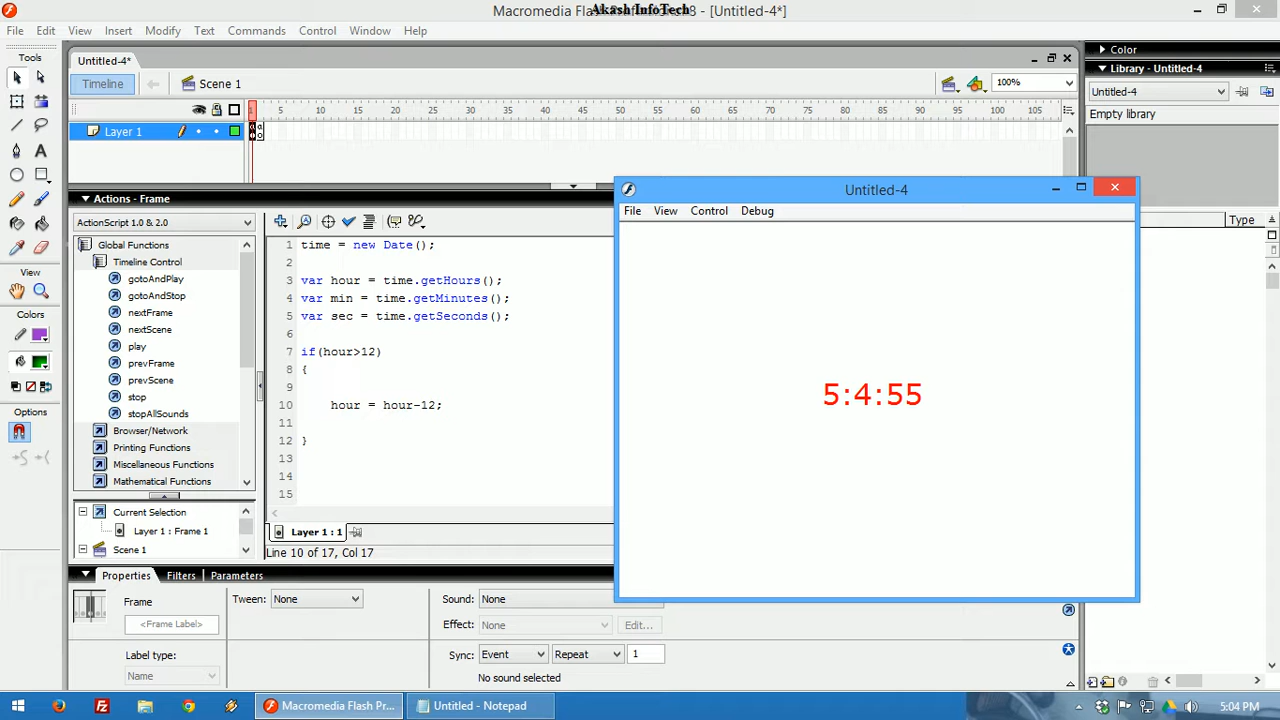 Akash InfoTech
Macromedia Flash Professional 8 - [Untitled-4*]
File Edit View Insert Modify Text Commands Control Window Help
Tools
View
Colors
Options
Untitled-4*
Timeline
Scene 1
100%
1 5 10 15 20 25 30 35 40 45 50 55 60 65 70 75 80 85 90 95 100 105
Layer 1
Actions - Frame
ActionScript 1.0 & 2.0
Global Functions
Timeline Control
gotoAndPlay
gotoAndStop
nextFrame
nextScene
play
prevFrame
prevScene
stop
stopAllSounds
Browser/Network
Printing Functions
Miscellaneous Functions
Mathematical Functions
Current Selection
Layer 1 : Frame 1
Scene 1
1 time = new Date();
2
3 var hour = time.getHours();
4 var min = time.getMinutes();
5 var sec = time.getSeconds();
6
7 if(hour>12)
8 {
9
10 hour = hour-12;
11
12 }
13
14
15
Layer 1 : 1
Line 10 of 17, Col 17
Untitled-4
File View Control Debug
5:4:55
Color
Library - Untitled-4
Untitled-4
Empty library
Type
Properties Filters Parameters
Frame
<Frame Label>
Label type:
Name
Tween: None
Sound: None
Effect: None Edit...
Sync: Event Repeat 1
No sound selected
Macromedia Flash Pr...
Untitled - Notepad
5:04 PM